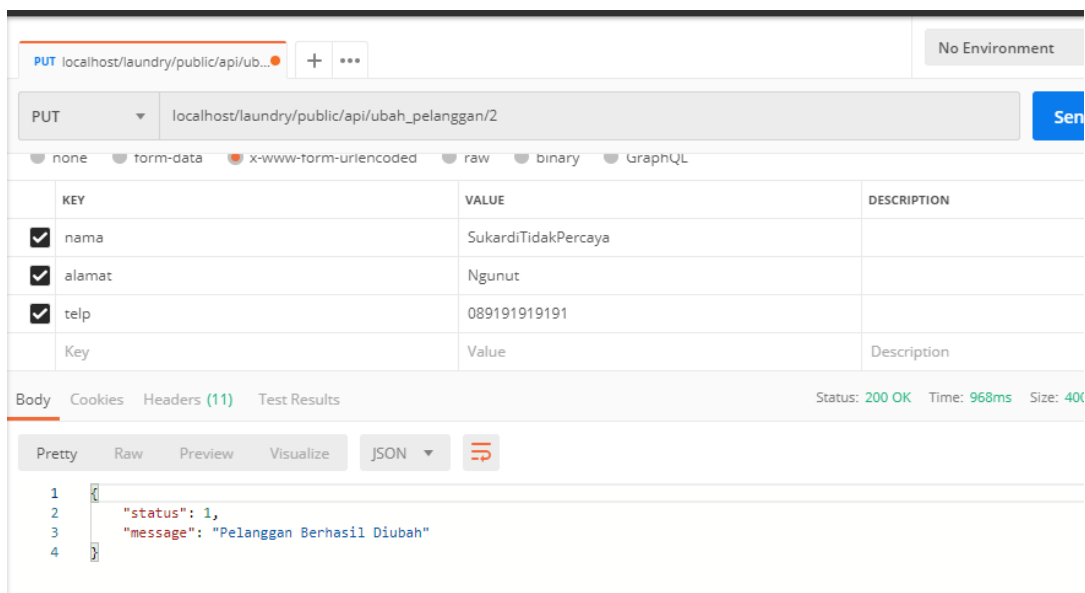 No Environment
PUT localhost/laundry/public/api/ub...
PUT localhost/laundry/public/api/ubah_pelanggan/2 Sen
none form-data x-www-form-urlencoded raw binary GraphQL
KEY VALUE DESCRIPTION
nama SukardiTidakPercaya
alamat Ngunut
telp 089191919191
Key Value Description
Body Cookies Headers (11) Test Results Status: 200 OK Time: 968ms Size: 400
Pretty Raw Preview Visualize JSON
1 {
2 "status": 1,
3 "message": "Pelanggan Berhasil Diubah"
4 }